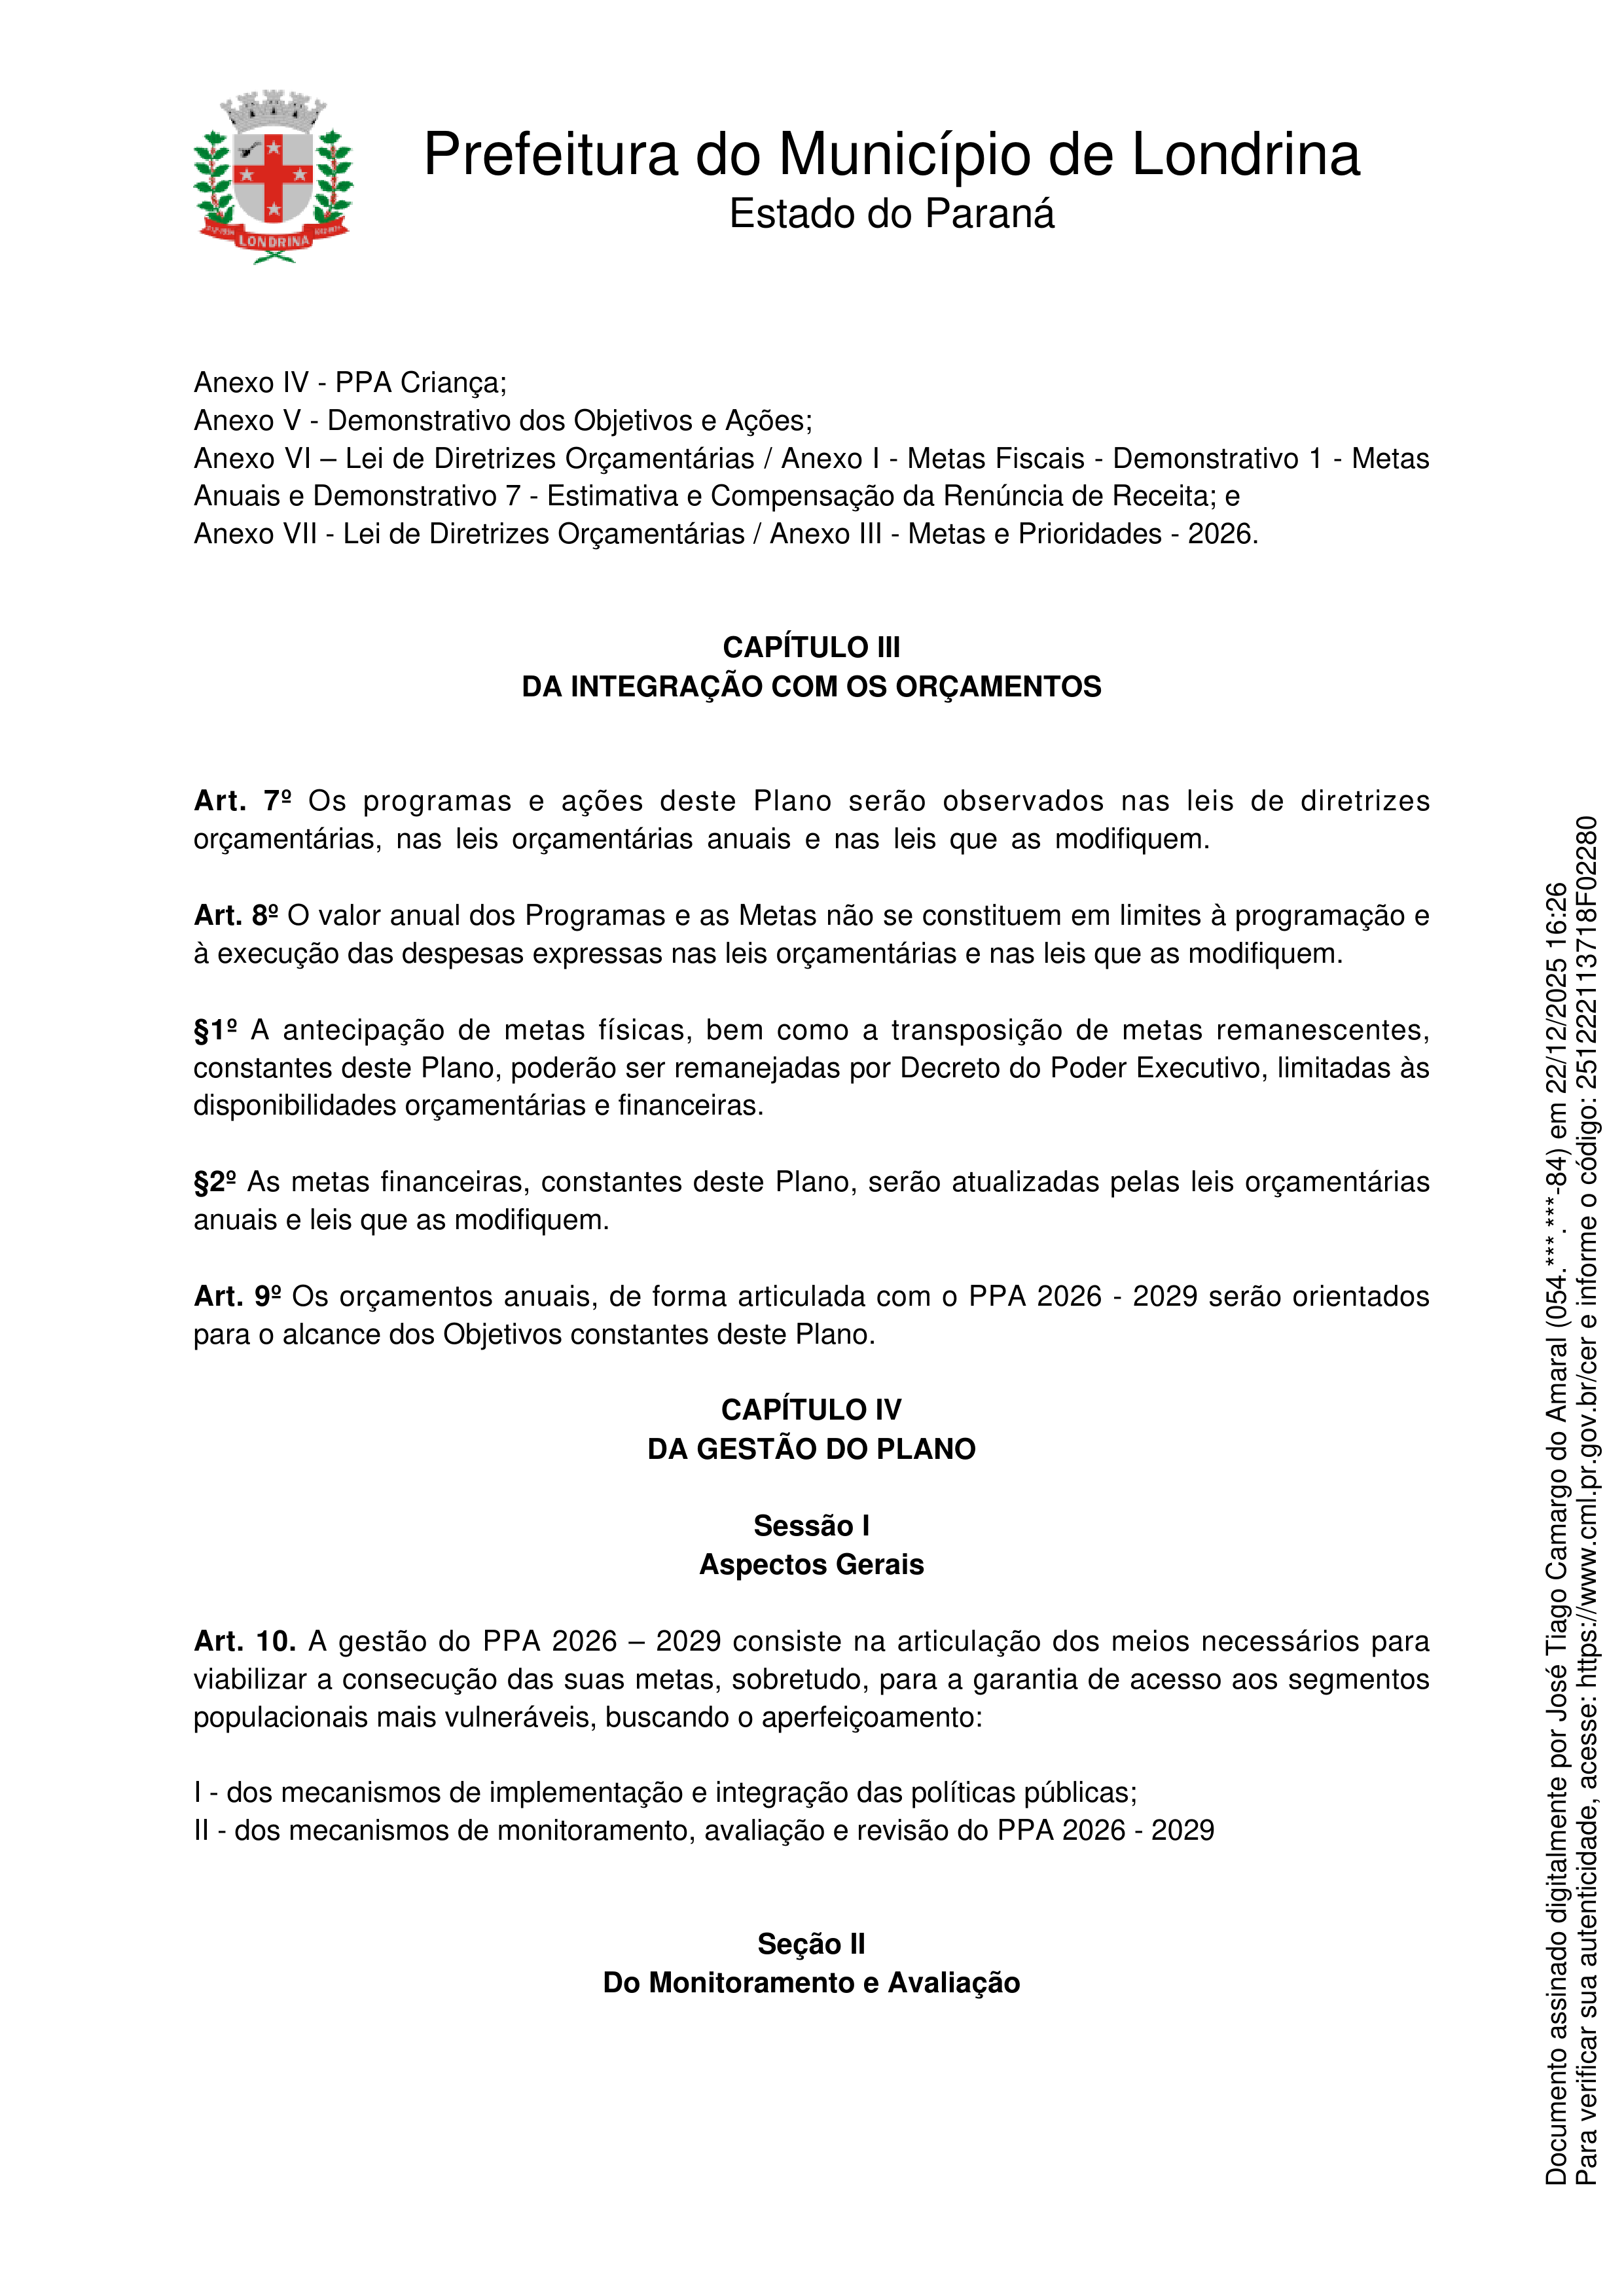 Prefeitura do Município de Londrina
Estado do Paraná
LONDRINA
Anexo IV - PPA Criança;
Anexo V - Demonstrativo dos Objetivos e Ações;
Anexo VI – Lei de Diretrizes Orçamentárias / Anexo I - Metas Fiscais - Demonstrativo 1 - Metas
Anuais e Demonstrativo 7 - Estimativa e Compensação da Renúncia de Receita; e
Anexo VII - Lei de Diretrizes Orçamentárias / Anexo III - Metas e Prioridades - 2026.
CAPÍTULO III
DA INTEGRAÇÃO COM OS ORÇAMENTOS
Art. 7º Os programas e ações deste Plano serão observados nas leis de diretrizes
orçamentárias, nas leis orçamentárias anuais e nas leis que as modifiquem.
Art. 8º O valor anual dos Programas e as Metas não se constituem em limites à programação e
à execução das despesas expressas nas leis orçamentárias e nas leis que as modifiquem.
§1º A antecipação de metas físicas, bem como a transposição de metas remanescentes,
constantes deste Plano, poderão ser remanejadas por Decreto do Poder Executivo, limitadas às
disponibilidades orçamentárias e financeiras.
§2º As metas financeiras, constantes deste Plano, serão atualizadas pelas leis orçamentárias
anuais e leis que as modifiquem.
Art. 9º Os orçamentos anuais, de forma articulada com o PPA 2026 - 2029 serão orientados
para o alcance dos Objetivos constantes deste Plano.
CAPÍTULO IV
DA GESTÃO DO PLANO
Sessão I
Aspectos Gerais
Art. 10. A gestão do PPA 2026 – 2029 consiste na articulação dos meios necessários para
viabilizar a consecução das suas metas, sobretudo, para a garantia de acesso aos segmentos
populacionais mais vulneráveis, buscando o aperfeiçoamento:
I - dos mecanismos de implementação e integração das políticas públicas;
II - dos mecanismos de monitoramento, avaliação e revisão do PPA 2026 - 2029
Seção II
Do Monitoramento e Avaliação
Documento assinado digitalmente por José Tiago Camargo do Amaral (054.***.***-84) em 22/12/2025 16:26
Para verificar sua autenticidade, acesse: https://www.cml.pr.gov.br/cer e informe o código: 251222113718F02280